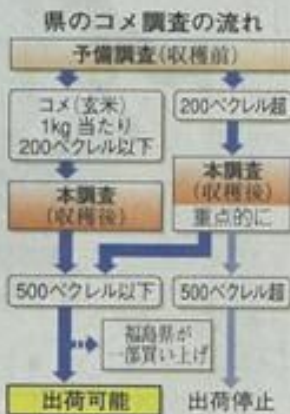 県のコメ調査の流れ
予備調査(収穫前)
コメ(玄米)
1kg当たり
200ベクレル以下
200ベクレル超
本調査
(収穫後)
本調査
(収穫後)
重点的に
500ベクレル以下
500ベクレル超
福島県が
一部買い上げ
出荷可能
出荷停止